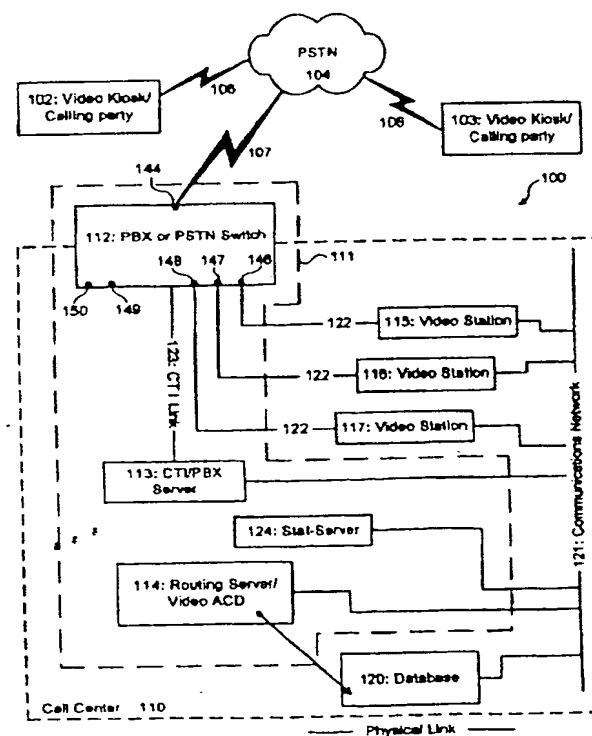 PSTN
104
102: Video Kiosk/
Calling party
106
103: Video Kiosk/
Calling party
108
107
144
100
112: PBX or PSTN Switch
111
148
147
146
150
149
122
115: Video Station
122
116: Video Station
122
117: Video Station
123: CTI Link
113: CTI/PBX
Server
121: Communications Network
124: Stat-Server
114: Routing Server/
Video ACD
120: Database
Call Center 110
Physical Link